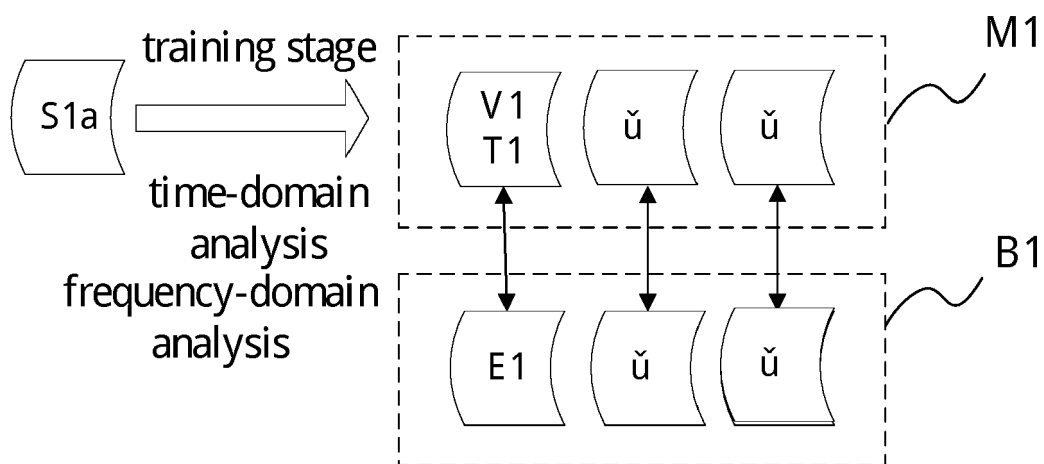 M1
training stage
S1a
V1
T1
ǔ
ǔ
time-domain
analysis
B1
frequency-domain
analysis
E1
ǔ
ǔ